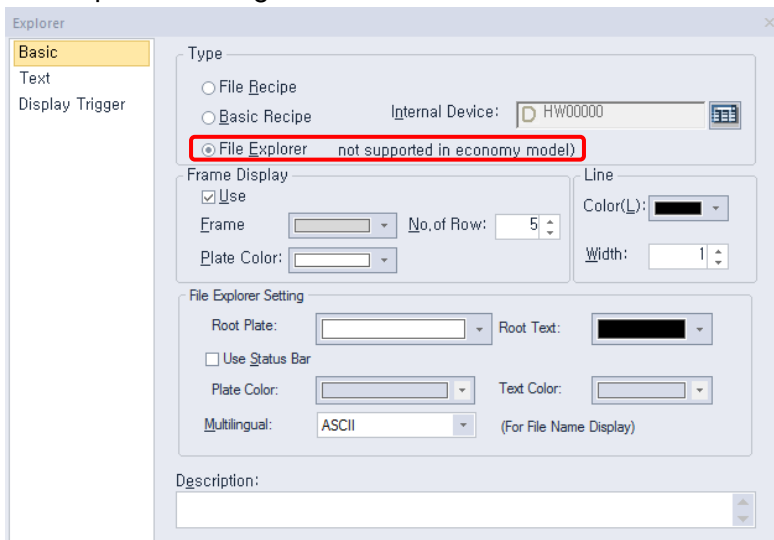 Explorer
Basic
Text
Display Trigger
Type
File Recipe
Basic Recipe
Internal Device: D HW00000
File Explorer not supported in economy model)
Frame Display
Use
Frame
No,of Row: 5
Plate Color:
Line
Color(L):
Width: 1
File Explorer Setting
Root Plate:
Root Text:
Use Status Bar
Plate Color:
Text Color:
Multilingual: ASCII
(For File Name Display)
Description: